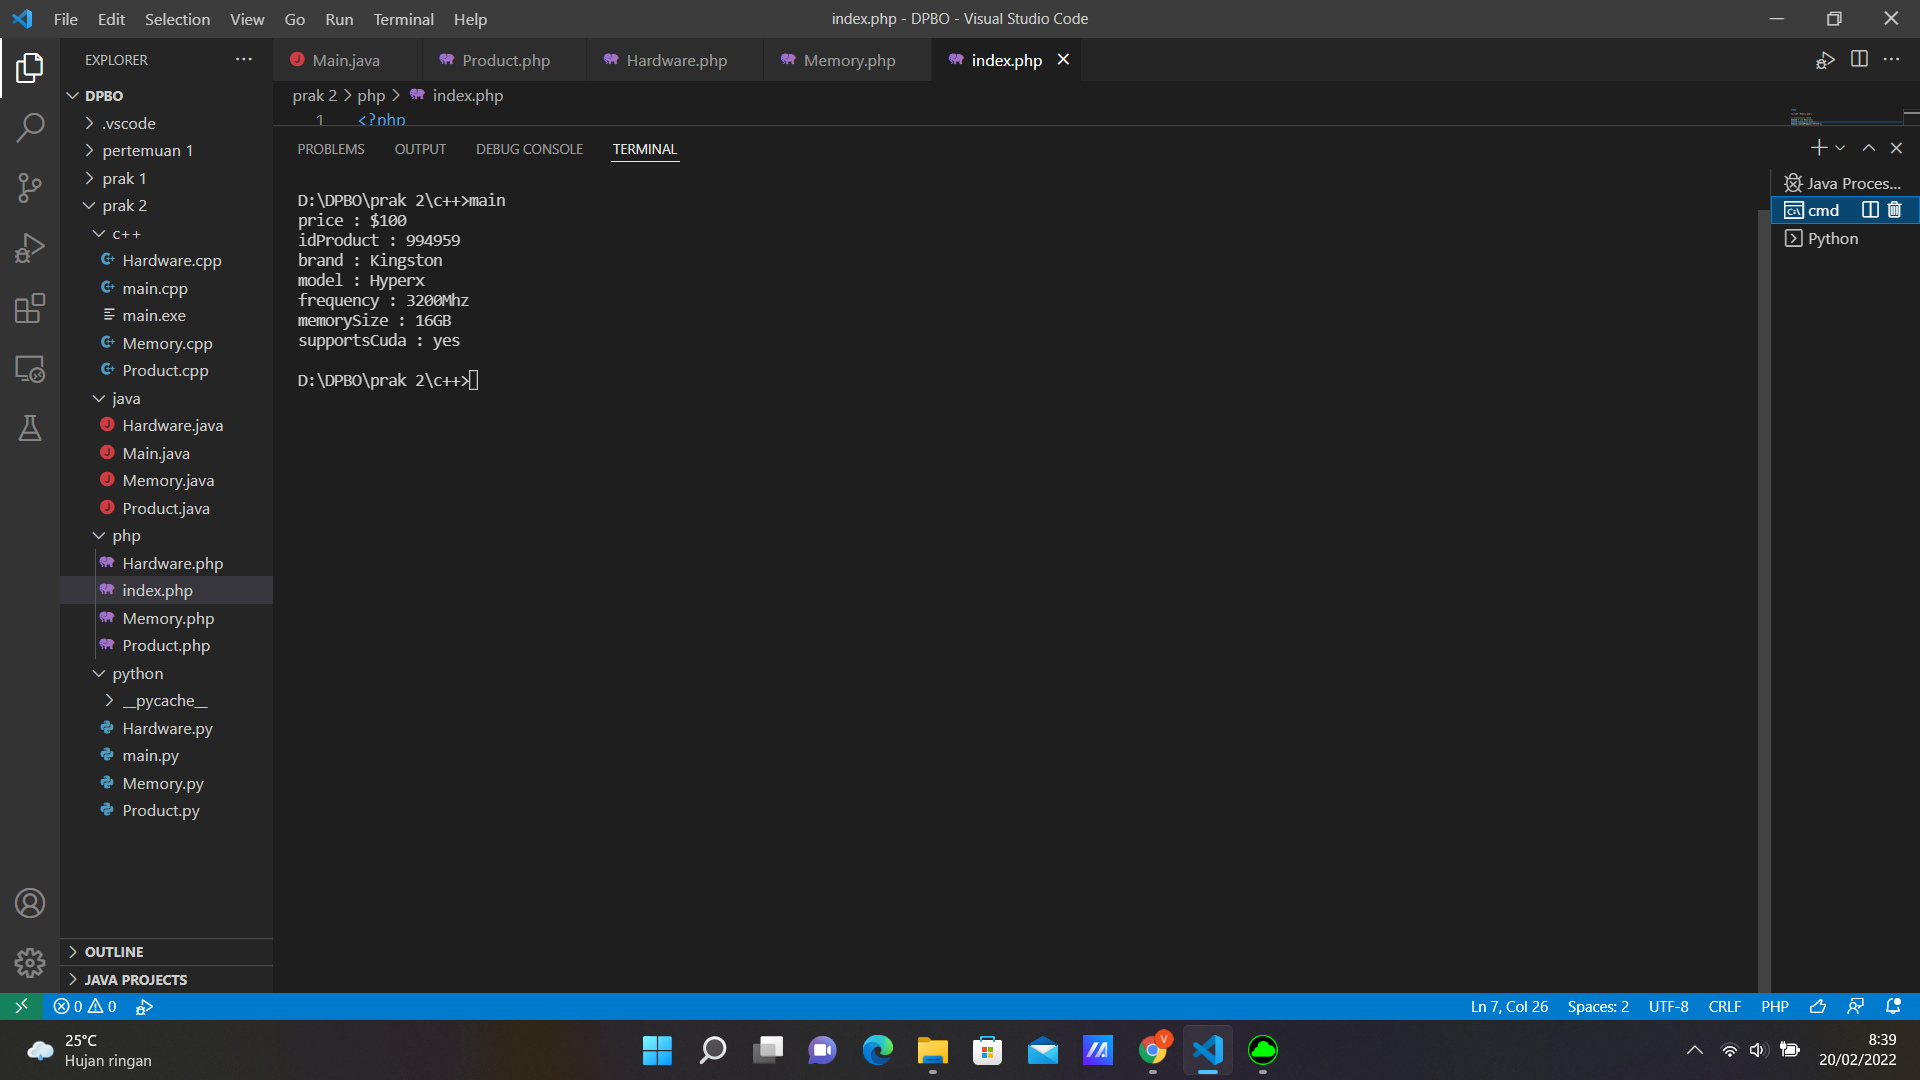 File Edit Selection View Go Run Terminal Help
index.php - DPBO - Visual Studio Code
EXPLORER
Main.java
Product.php
Hardware.php
Memory.php
index.php
prak 2 > php > index.php
1 <?php
DPBO
.vscode
pertemuan 1
prak 1
prak 2
c++
Hardware.cpp
main.cpp
main.exe
Memory.cpp
Product.cpp
java
Hardware.java
Main.java
Memory.java
Product.java
php
Hardware.php
index.php
Memory.php
Product.php
python
__pycache__
Hardware.py
main.py
Memory.py
Product.py
OUTLINE
JAVA PROJECTS
PROBLEMS OUTPUT DEBUG CONSOLE TERMINAL
D:\DPBO\prak 2\c++>main
price : $100
idProduct : 994959
brand : Kingston
model : Hyperx
frequency : 3200Mhz
memorySize : 16GB
supportsCuda : yes
D:\DPBO\prak 2\c++>
Java Proces...
cmd
Python
0 0
Ln 7, Col 26 Spaces: 2 UTF-8 CRLF PHP
25°C
Hujan ringan
V
8:39
20/02/2022